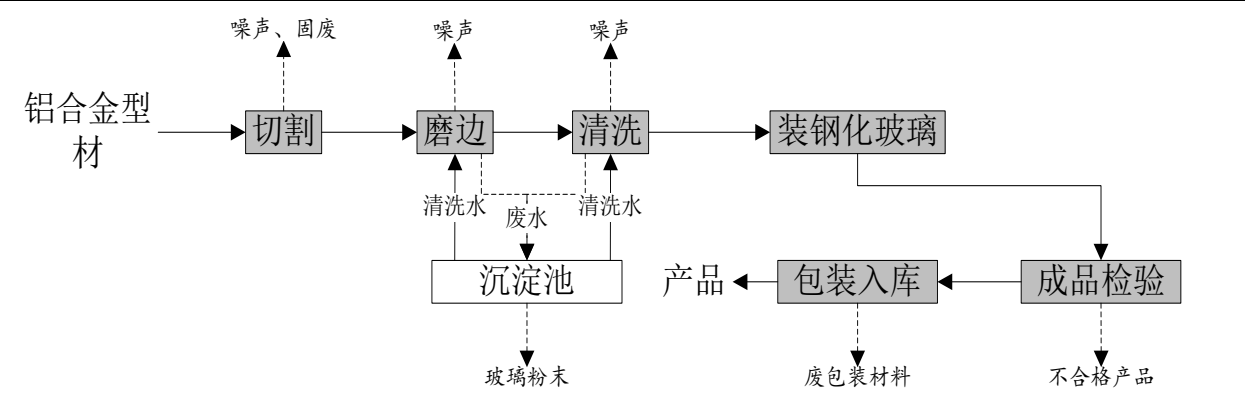 噪声、固废
噪声
噪声
铝合金型
材
切割
磨边
清洗
装钢化玻璃
清洗水
废水
清洗水
沉淀池
产品
包装入库
成品检验
玻璃粉末
废包装材料
不合格产品